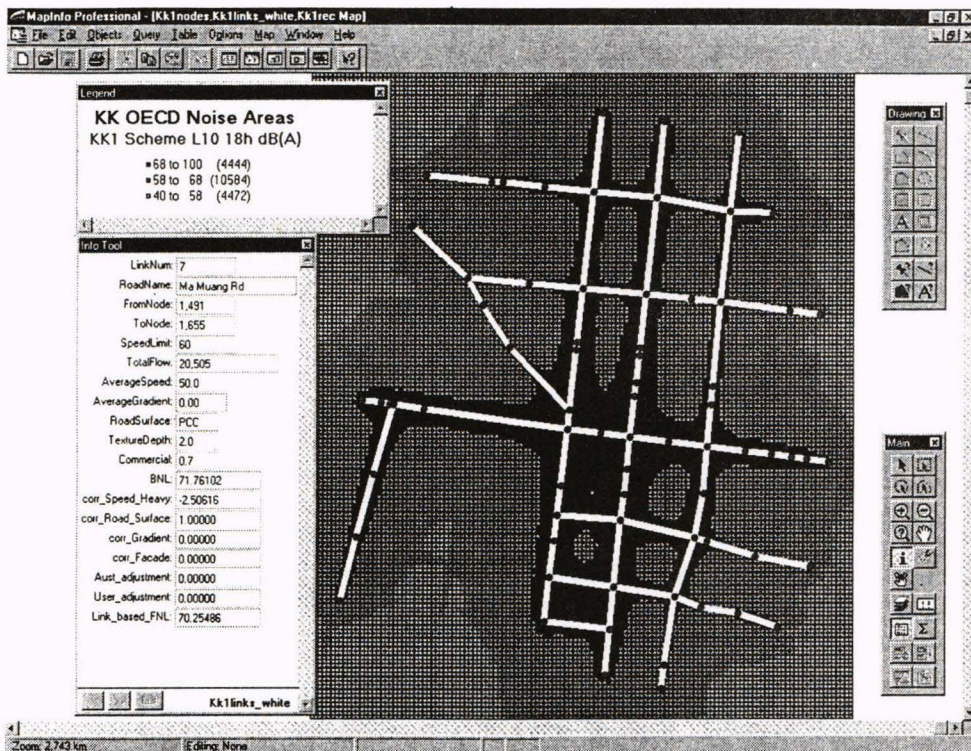 MapInfo Professional - [Kk1nodes,Kk1links_white,Kk1rec Map]
File Edit Objects Query Table Options Map Window Help
Legend
KK OECD Noise Areas
KK1 Scheme L10 18h dB(A)
68 to 100 (4444)
58 to 68 (10584)
40 to 58 (4472)
Info Tool
LinkNum: 7
RoadName: Ma Muang Rd
FromNode: 1,491
ToNode: 1,655
SpeedLimit: 60
TotalFlow: 20,505
AverageSpeed: 50.0
AverageGradient: 0.00
RoadSurface: PCC
TextureDepth: 2.0
Commercial: 0.7
BNL: 71.76102
corr_Speed_Heavy: -2.50616
corr_Road_Surface: 1.00000
corr_Gradient: 0.00000
corr_Facade: 0.00000
Aust_adjustment: 0.00000
User_adjustment: 0.00000
Link_based_FNL: 70.25486
Kk1links_white
Drawing
Main
Zoom: 2.743 km
Editing: None